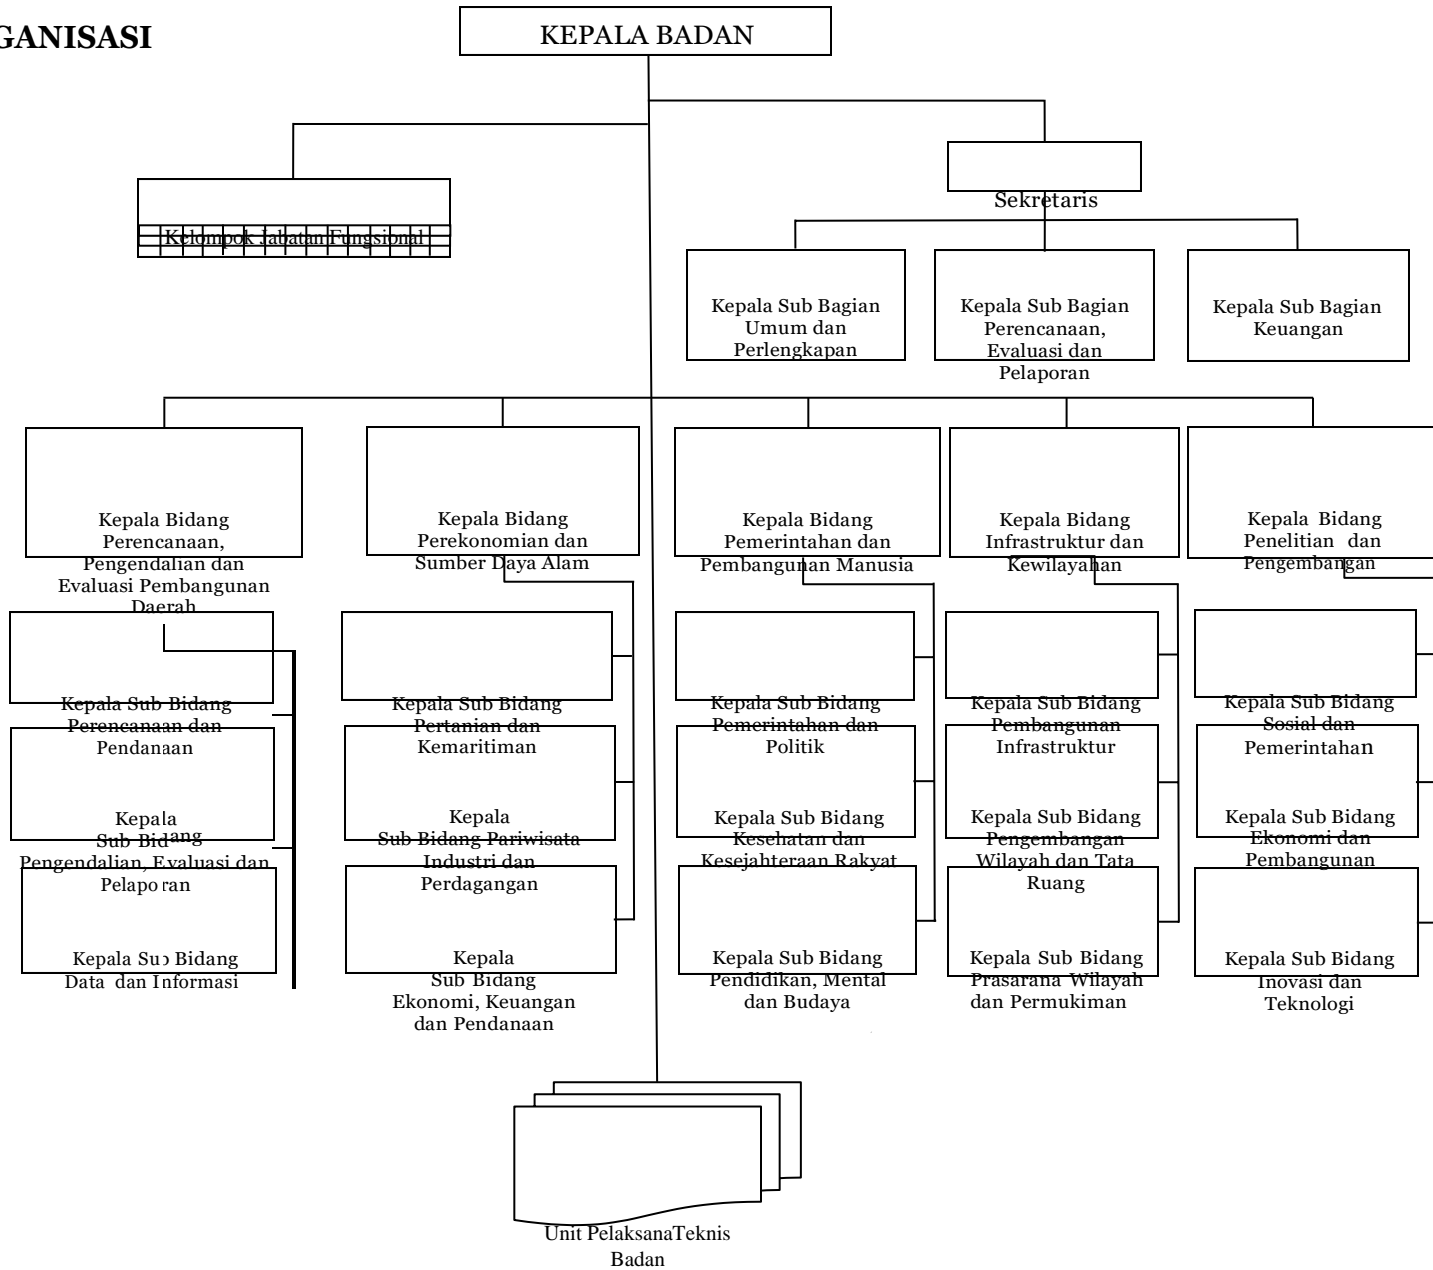 GANISASI
KEPALA BADAN
Sekretaris
Kelompok Jabatan Fungsional
Kepala Sub Bagian
Umum dan
Perlengkapan
Kepala Sub Bagian
Perencanaan,
Evaluasi dan
Pelaporan
Kepala Sub Bagian
Keuangan
Kepala Bidang
Perencanaan,
Pengendalian dan
Evaluasi Pembangunan
Daerah
Kepala Bidang
Perekonomian dan
Sumber Daya Alam
Kepala Bidang
Pemerintahan dan
Pembangunan Manusia
Kepala Bidang
Infrastruktur dan
Kewilayahan
Kepala Bidang
Penelitian dan
Pengembangan
Kepala Sub Bidang
Perencanaan dan
Pendanaan
Kepala Sub Bidang
Pertanian dan
Kemaritiman
Kepala Sub Bidang
Pemerintahan dan
Politik
Kepala Sub Bidang
Pembangunan
Infrastruktur
Kepala Sub Bidang
Sosial dan
Pemerintahan
Kepala
Sub Bidang
Pengendalian, Evaluasi dan
Pelaporan
Kepala
Sub Bidang Pariwisata
Industri dan
Perdagangan
Kepala Sub Bidang
Kesehatan dan
Kesejahteraan Rakyat
Kepala Sub Bidang
Pengembangan
Wilayah dan Tata
Ruang
Kepala Sub Bidang
Ekonomi dan
Pembangunan
Kepala Sub Bidang
Data dan Informasi
Kepala
Sub Bidang
Ekonomi, Keuangan
dan Pendanaan
Kepala Sub Bidang
Pendidikan, Mental
dan Budaya
Kepala Sub Bidang
Prasarana Wilayah
dan Permukiman
Kepala Sub Bidang
Inovasi dan
Teknologi
Unit PelaksanaTeknis
Badan